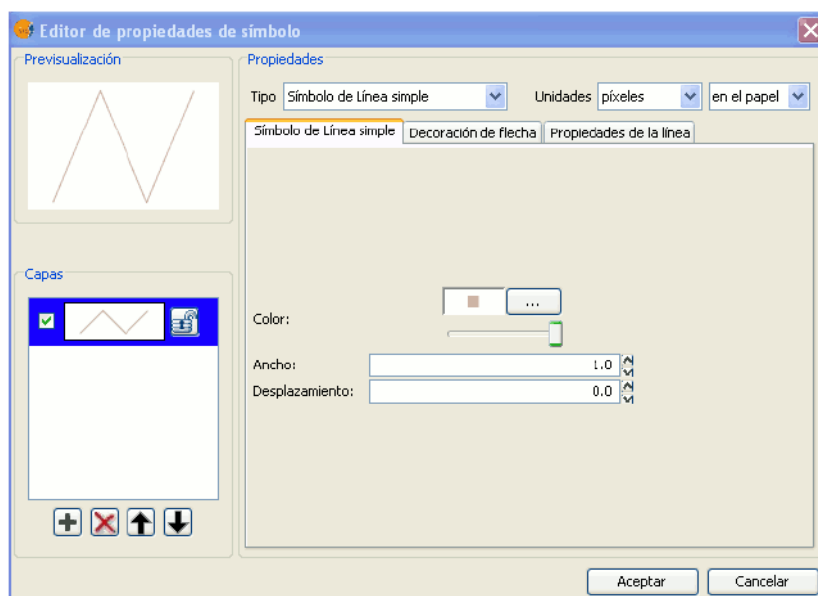 Editor de propiedades de símbolo
Previsualización
Propiedades
Tipo Símbolo de Línea simple Unidades píxeles en el papel
Símbolo de Línea simple Decoración de flecha Propiedades de la línea
Capas
Color: ...
Ancho: 1.0
Desplazamiento: 0.0
Aceptar Cancelar